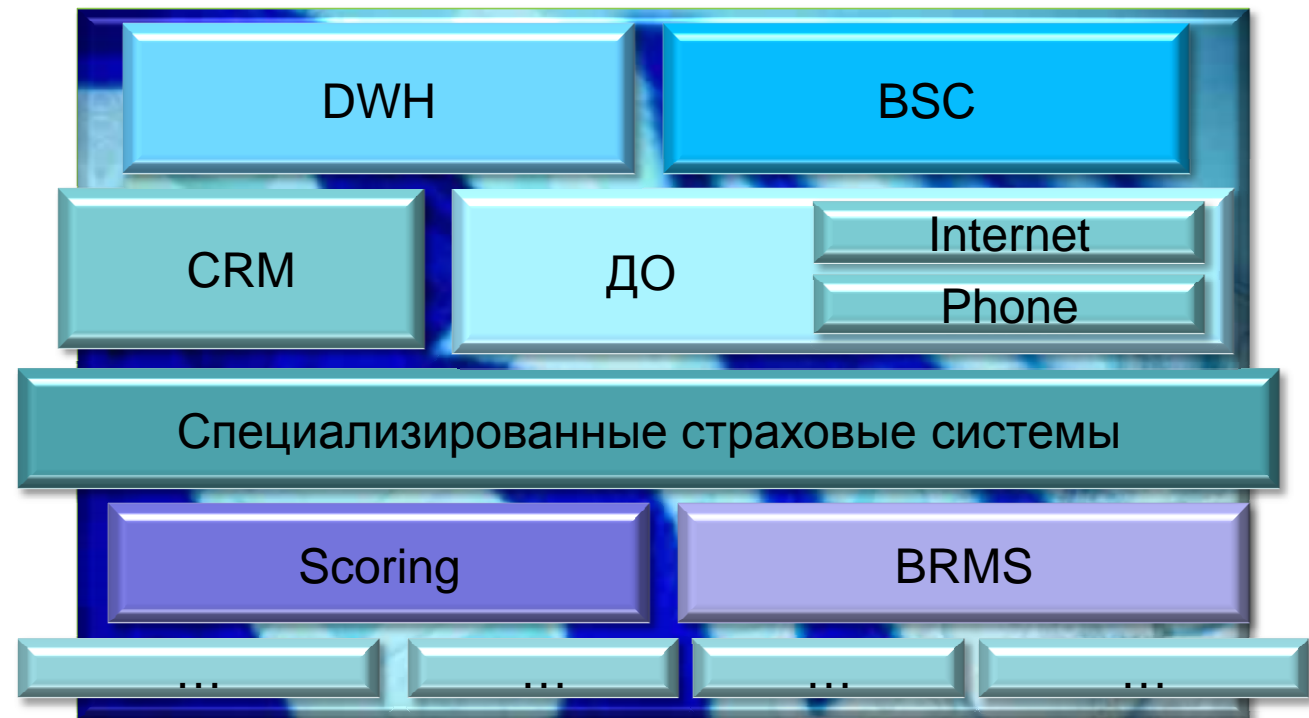 DWH
BSC
CRM
ДО
Internet
Phone
Специализированные страховые системы
Scoring
BRMS
...
...
...
...